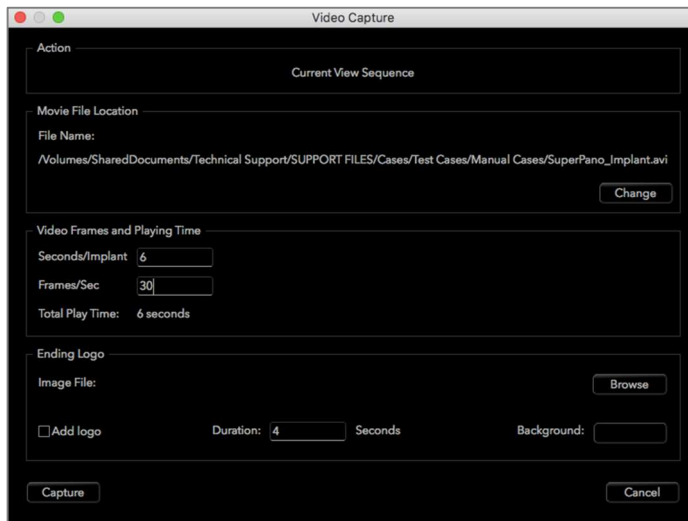 Video Capture
Action
Current View Sequence
Movie File Location
File Name:
/Volumes/SharedDocuments/Technical Support/SUPPORT FILES/Cases/Test Cases/Manual Cases/SuperPano_Implant.avi
Change
Video Frames and Playing Time
Seconds/Implant 6
Frames/Sec 30
Total Play Time: 6 seconds
Ending Logo
Image File: Browse
Add logo Duration: 4 Seconds Background:
Capture Cancel